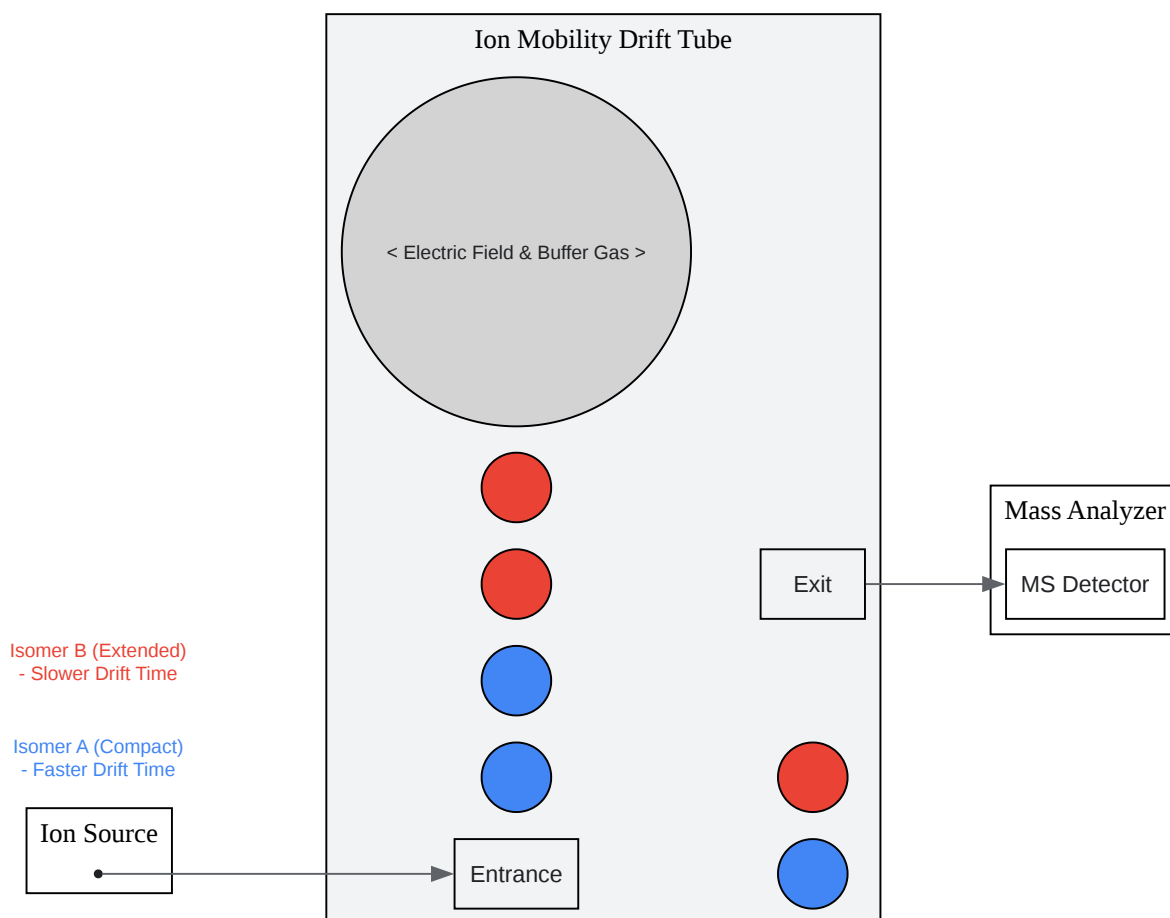 Ion Mobility Drift Tube
< Electric Field & Buffer Gas >
Mass Analyzer
Exit
MS Detector
Isomer B (Extended)
- Slower Drift Time
Isomer A (Compact)
- Faster Drift Time
Ion Source
Entrance